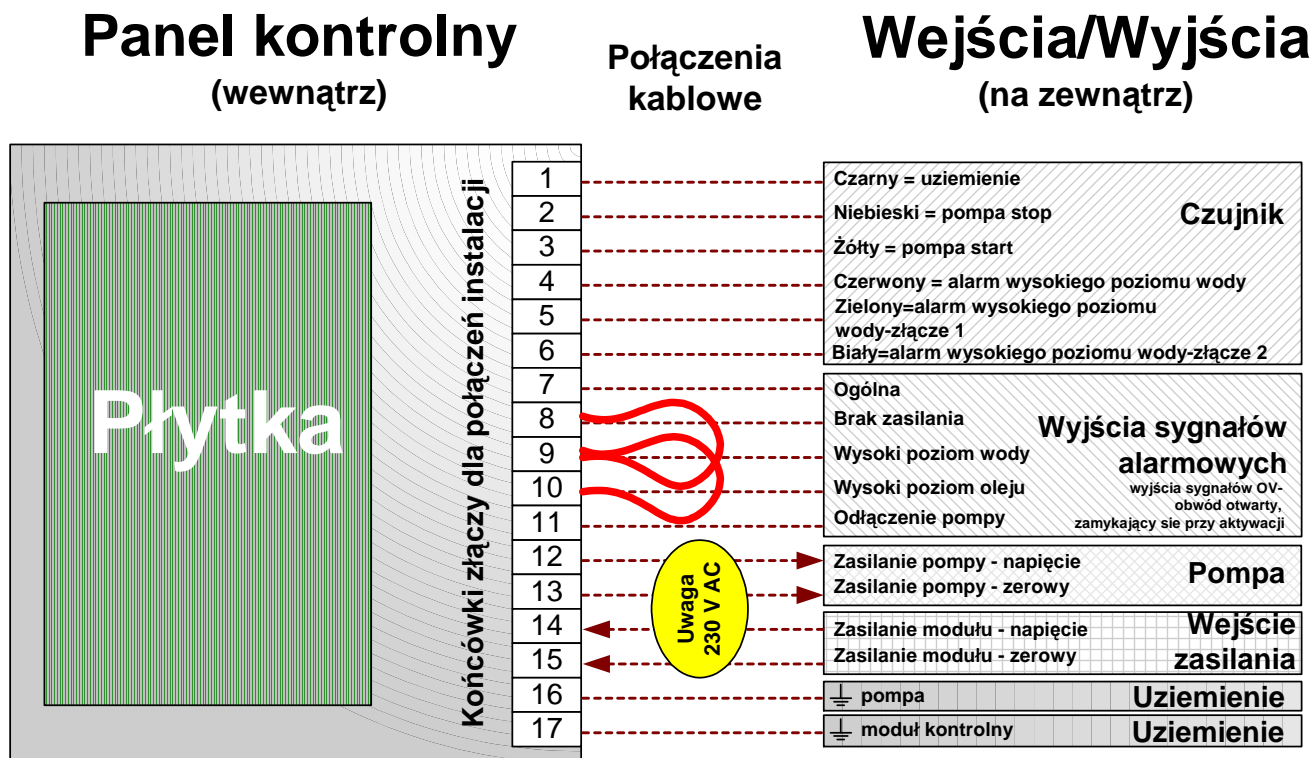 Panel kontrolny
(wewnątrz)
Połączenia
kablowe
Wejścia/Wyjścia
(na zewnątrz)
Płytka
Końcówki złączy dla połączeń instalacji
1
2
3
4
5
6
7
8
9
10
11
12
13
14
15
16
17
Uwaga
230 V AC
Czarny = uziemienie
Niebieski = pompa stop
Żółty = pompa start
Czerwony = alarm wysokiego poziomu wody
Zielony=alarm wysokiego poziomu
wody-złącze 1
Biały=alarm wysokiego poziomu wody-złącze 2
Czujnik
Ogólna
Brak zasilania
Wysoki poziom wody
Wysoki poziom oleju
Odłączenie pompy
Wyjścia sygnałów
alarmowych
wyjścia sygnałów OV-
obwód otwarty,
zamykający sie przy aktywacji
Zasilanie pompy - napięcie
Zasilanie pompy - zerowy
Pompa
Zasilanie modułu - napięcie
Zasilanie modułu - zerowy
Wejście
zasilania
pompa
Uziemienie
moduł kontrolny
Uziemienie